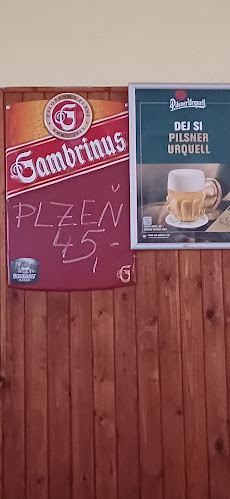 Gambrinus
PLZEŇ
45,-
Pilsner Urquell
DEJ SI
PILSNER
URQUELL